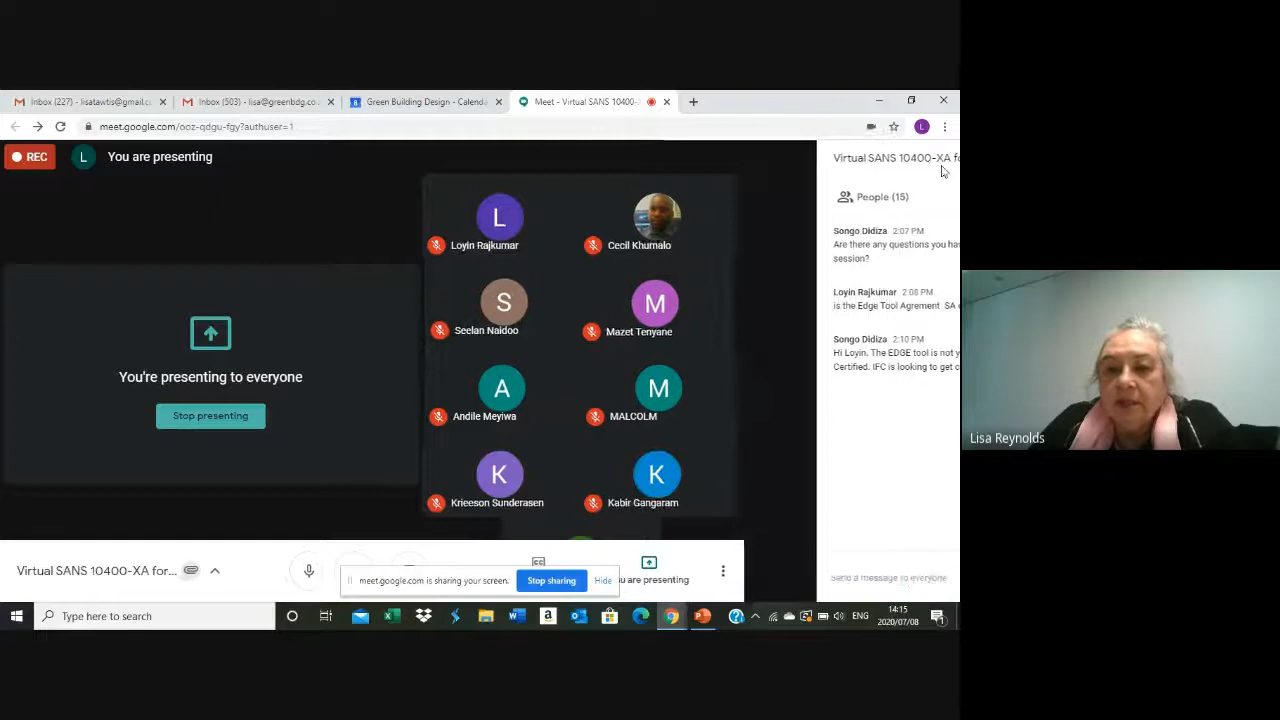 Inbox (227) - lisatawtis@gmail.c
Inbox (503) - lisa@greenbdg.co.
Green Building Design - Calenda
Meet - Virtual SANS 10400-
meet.google.com/ooz-qdgu-fgy?authuser=1
L
REC
L
You are presenting
Virtual SANS 10400-XA fo
People (15)
L
Loyin Rajkumar
Cecil Khumalo
Songo Didiza 2:07 PM
Are there any questions you ha
session?
Loyin Rajkumar 2:08 PM
is the Edge Tool Agrement SA
Songo Didiza 2:10 PM
Hi Loyin. The EDGE tool is not y
Certified. IFC is looking to get c
S
Seelan Naidoo
M
Mazet Tenyane
You're presenting to everyone
Stop presenting
A
Andile Meyiwa
M
MALCOLM
K
Krieeson Sunderasen
K
Kabir Gangaram
Lisa Reynolds
Virtual SANS 10400-XA for...
meet.google.com is sharing your screen.
Stop sharing
Hide
u are presenting
Send a message to everyone
Type here to search
ENG
14:15
2020/07/08